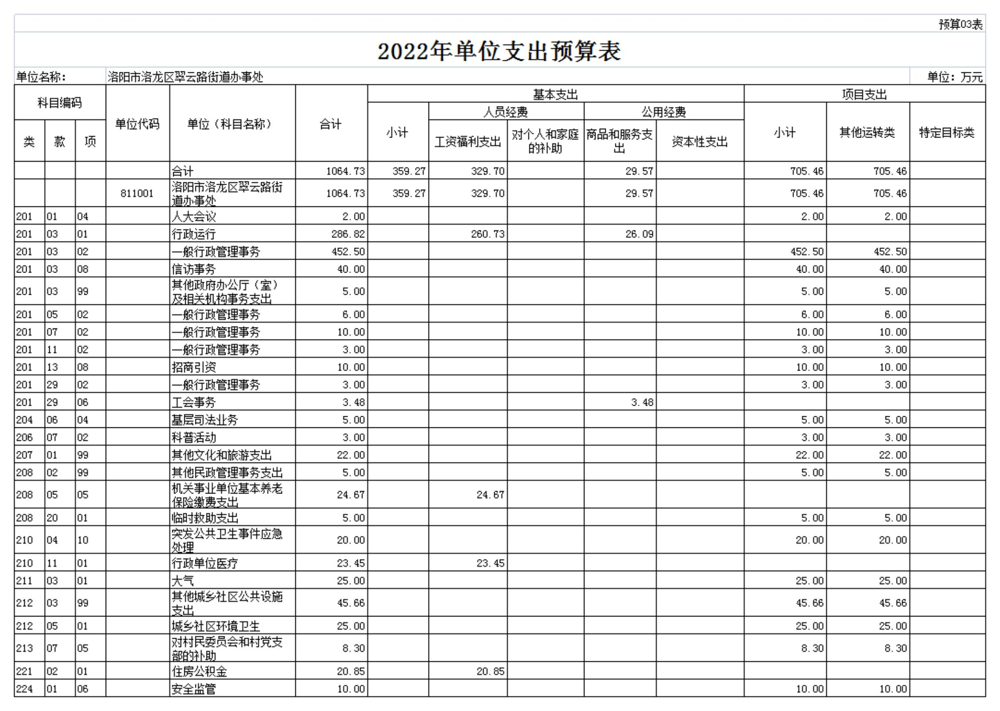 预算03表
2022年单位支出预算表
单位名称： 洛阳市洛龙区翠云路街道办事处 单位：万元
科目编码 单位代码 单位（科目名称） 合计 基本支出 项目支出
小计 人员经费 公用经费 小计 其他运转类 特定目标类
类 款 项 工资福利支出 对个人和家庭的补助 商品和服务支出 资本性支出
合计 1064.73 359.27 329.70 29.57 705.46 705.46
811001 洛阳市洛龙区翠云路街道办事处 1064.73 359.27 329.70 29.57 705.46 705.46
201 01 04 人大会议 2.00 2.00 2.00
201 03 01 行政运行 286.82 260.73 26.09
201 03 02 一般行政管理事务 452.50 452.50 452.50
201 03 08 信访事务 40.00 40.00 40.00
201 03 99 其他政府办公厅（室）及相关机构事务支出 5.00 5.00 5.00
201 05 02 一般行政管理事务 6.00 6.00 6.00
201 07 02 一般行政管理事务 10.00 10.00 10.00
201 11 02 一般行政管理事务 3.00 3.00 3.00
201 13 08 招商引资 10.00 10.00 10.00
201 29 02 一般行政管理事务 3.00 3.00 3.00
201 29 06 工会事务 3.48 3.48
204 06 04 基层司法业务 5.00 5.00 5.00
206 07 02 科普活动 3.00 3.00 3.00
207 01 99 其他文化和旅游支出 22.00 22.00 22.00
208 02 99 其他民政管理事务支出 5.00 5.00 5.00
208 05 05 机关事业单位基本养老保险缴费支出 24.67 24.67
208 20 01 临时救助支出 5.00 5.00 5.00
210 04 10 突发公共卫生事件应急处理 20.00 20.00 20.00
210 11 01 行政单位医疗 23.45 23.45
211 03 01 大气 25.00 25.00 25.00
212 03 99 其他城乡社区公共设施支出 45.66 45.66 45.66
212 05 01 城乡社区环境卫生 25.00 25.00 25.00
213 07 05 对村民委员会和村党支部的补助 8.30 8.30 8.30
221 02 01 住房公积金 20.85 20.85
224 01 06 安全监管 10.00 10.00 10.00